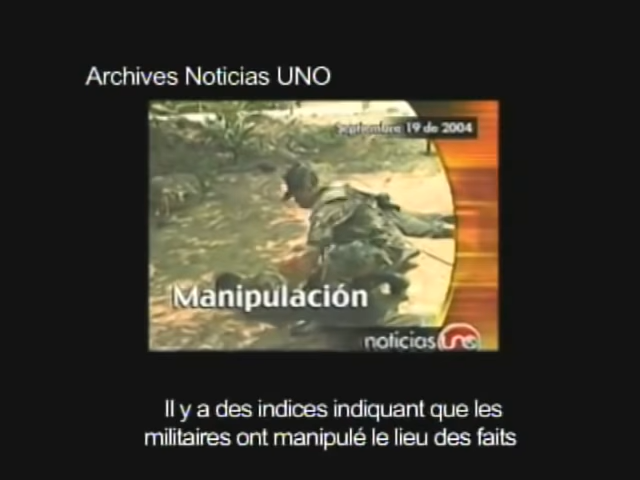 Archives Noticias UNO
Septiembre 19 de 2004
Manipulación
noticias uno
Il y a des indices indiquant que les
militaires ont manipulé le lieu des faits